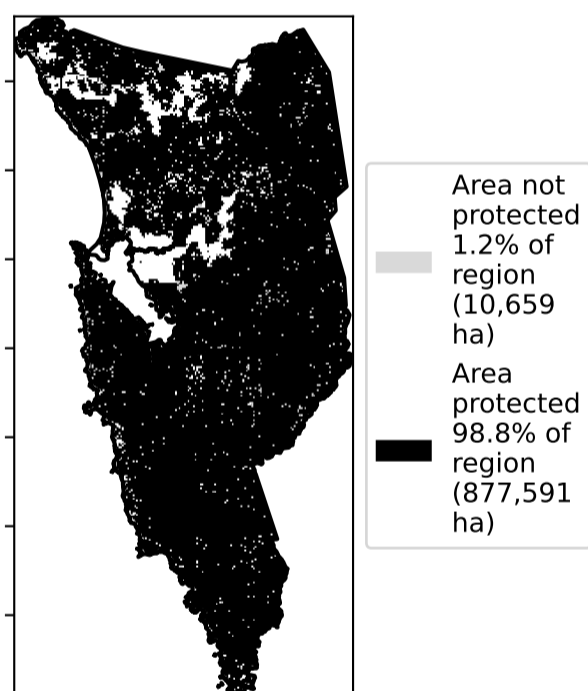 Area not
protected
1.2% of
region
(10,659
ha)
Area
protected
98.8% of
region
(877,591
ha)